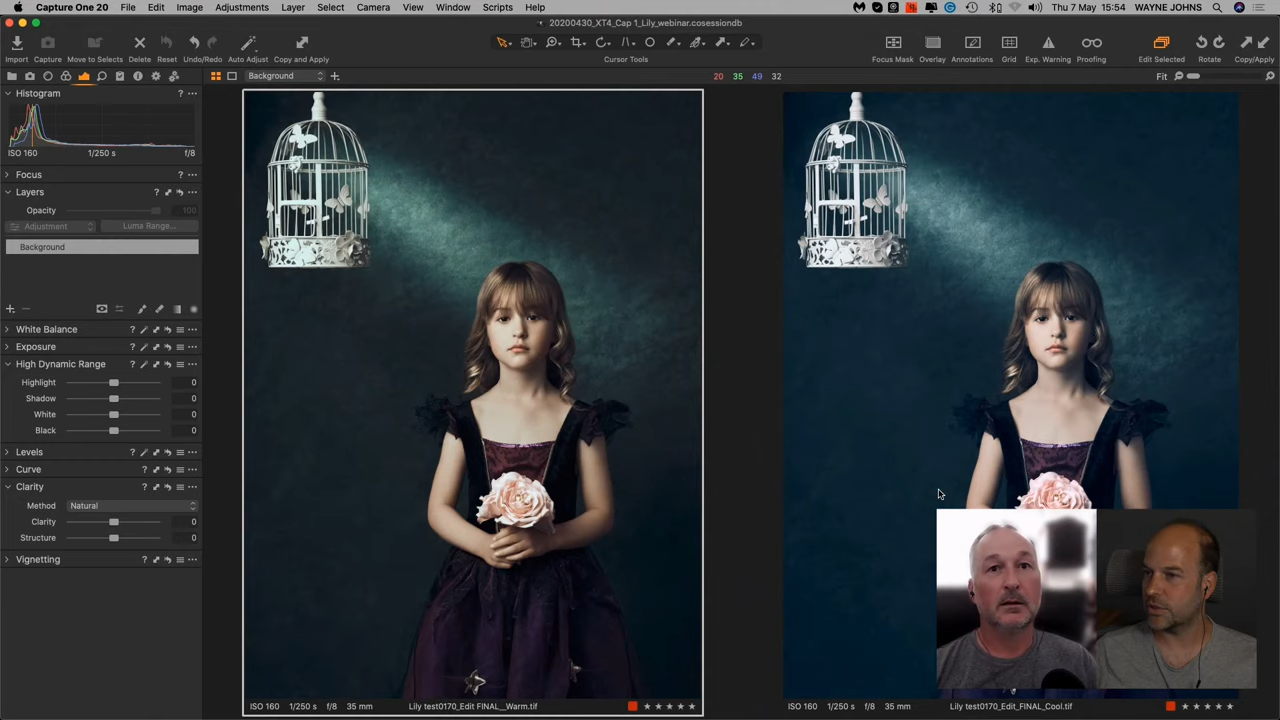 Capture One 20 File Edit Image Adjustments Layer Select Camera View Window Scripts Help Thu 7 May 15:54 WAYNE JOHNS
20200430_XT4_Cap 1_Lily_webinar.cosessiondb
Import Capture Move to Selects Delete Reset Undo/Redo Auto Adjust Copy and Apply Cursor Tools Focus Mask Overlay Annotations Grid Exp. Warning Proofing Edit Selected Rotate Copy/Apply
Background 20 35 49 32 Fit
Histogram
ISO 160 1/250 s f/8
Focus
Layers
Opacity 100
Adjustment Luma Range...
Background
White Balance
Exposure
High Dynamic Range
Highlight 0
Shadow 0
White 0
Black 0
Levels
Curve
Clarity
Method Natural
Clarity 0
Structure 0
Vignetting
ISO 160 1/250 s f/8 35 mm Lily test0170_Edit FINAL__Warm.tif
ISO 160 1/250 s f/8 35 mm Lily test0170_Edit_FINAL_Cool.tif